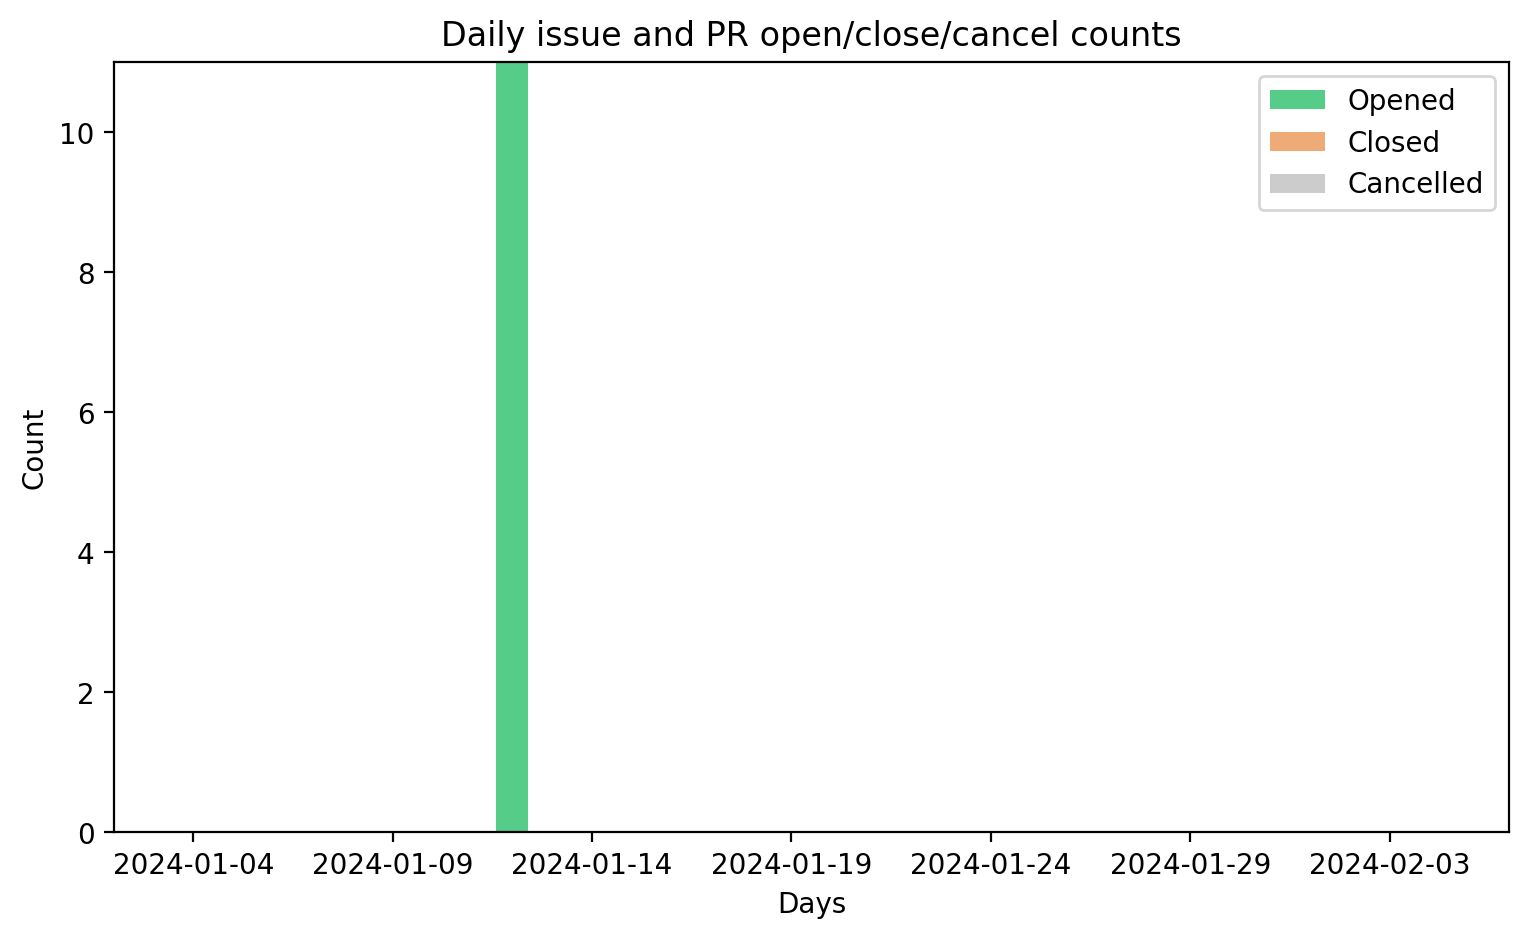 Daily issue and PR open/close/cancel counts
Opened
Closed
Cancelled
10
8
6
4
2
0
Count
2024-01-04 2024-01-09 2024-01-14 2024-01-19 2024-01-24 2024-01-29 2024-02-03
Days